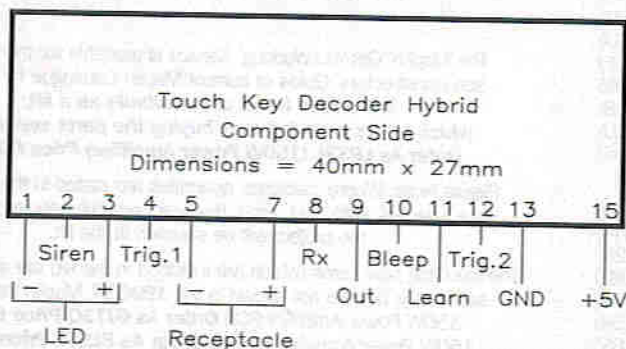 Touch Key Decoder Hybrid
Component Side
Dimensions = 40mm x 27mm
1 2 3 4 5 7 8 9 10 11 12 13 15
Siren Trig.1 Rx Bleep Trig.2
− + − + Out Learn GND +5V
LED Receptacle